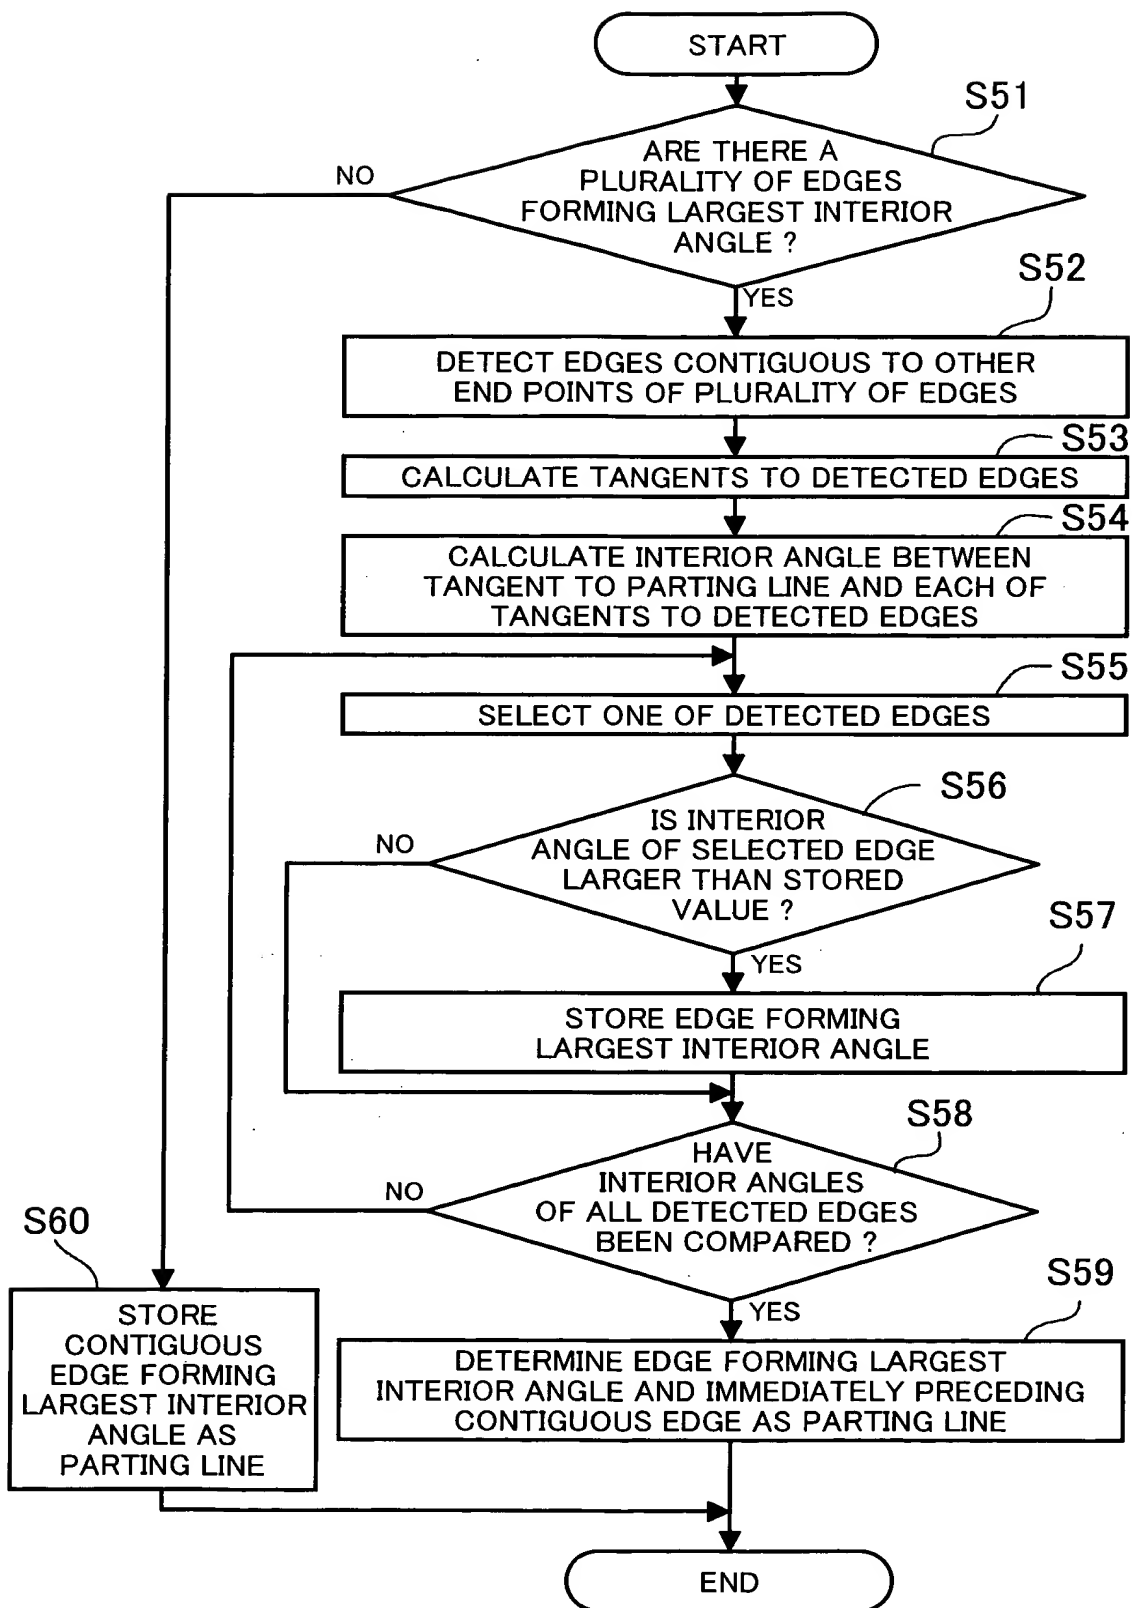 START
S51
ARE THERE A
PLURALITY OF EDGES
FORMING LARGEST INTERIOR
ANGLE ?
NO
YES
S52
DETECT EDGES CONTIGUOUS TO OTHER
END POINTS OF PLURALITY OF EDGES
S53
CALCULATE TANGENTS TO DETECTED EDGES
S54
CALCULATE INTERIOR ANGLE BETWEEN
TANGENT TO PARTING LINE AND EACH OF
TANGENTS TO DETECTED EDGES
S55
SELECT ONE OF DETECTED EDGES
S56
IS INTERIOR
ANGLE OF SELECTED EDGE
LARGER THAN STORED
VALUE ?
NO
YES
S57
STORE EDGE FORMING
LARGEST INTERIOR ANGLE
S58
HAVE
INTERIOR ANGLES
OF ALL DETECTED EDGES
BEEN COMPARED ?
NO
YES
S59
DETERMINE EDGE FORMING LARGEST
INTERIOR ANGLE AND IMMEDIATELY PRECEDING
CONTIGUOUS EDGE AS PARTING LINE
S60
STORE
CONTIGUOUS
EDGE FORMING
LARGEST INTERIOR
ANGLE AS
PARTING LINE
END